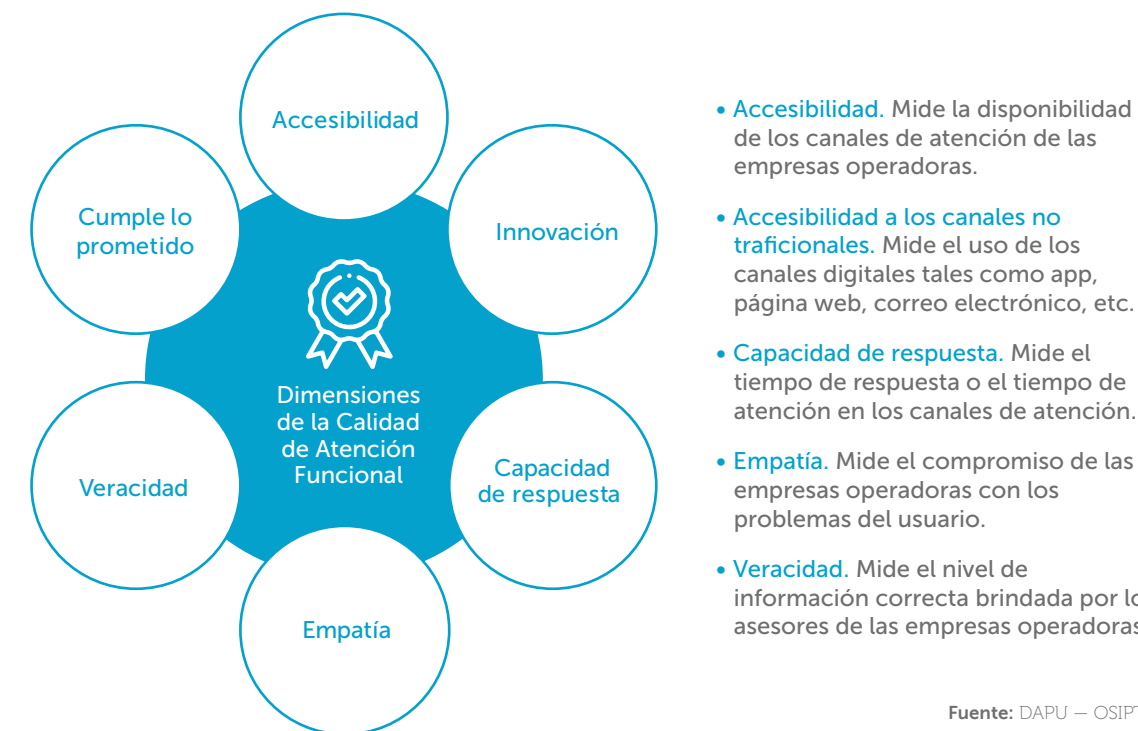 Accesibilidad
Cumple lo
prometido
Innovación
Dimensiones
de la Calidad
de Atención
Funcional
Veracidad
Capacidad
de respuesta
Empatía
• Accesibilidad. Mide la disponibilidad
de los canales de atención de las
empresas operadoras.
• Accesibilidad a los canales no
traficionales. Mide el uso de los
canales digitales tales como app,
página web, correo electrónico, etc.
• Capacidad de respuesta. Mide el
tiempo de respuesta o el tiempo de
atención en los canales de atención.
• Empatía. Mide el compromiso de las
empresas operadoras con los
problemas del usuario.
• Veracidad. Mide el nivel de
información correcta brindada por
asesores de las empresas operadoras
Fuente: DAPU —